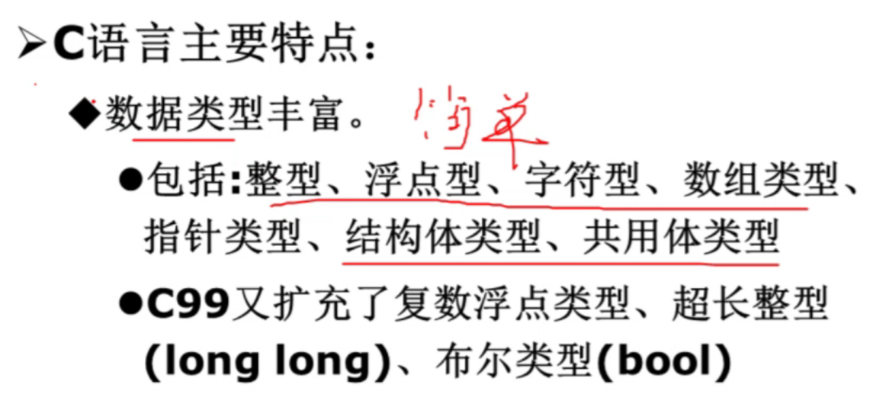 ➢C语言主要特点：
◆数据类型丰富。 简单
●包括:整型、浮点型、字符型、数组类型、
指针类型、结构体类型、共用体类型
●C99又扩充了复数浮点类型、超长整型
(long long)、布尔类型(bool)